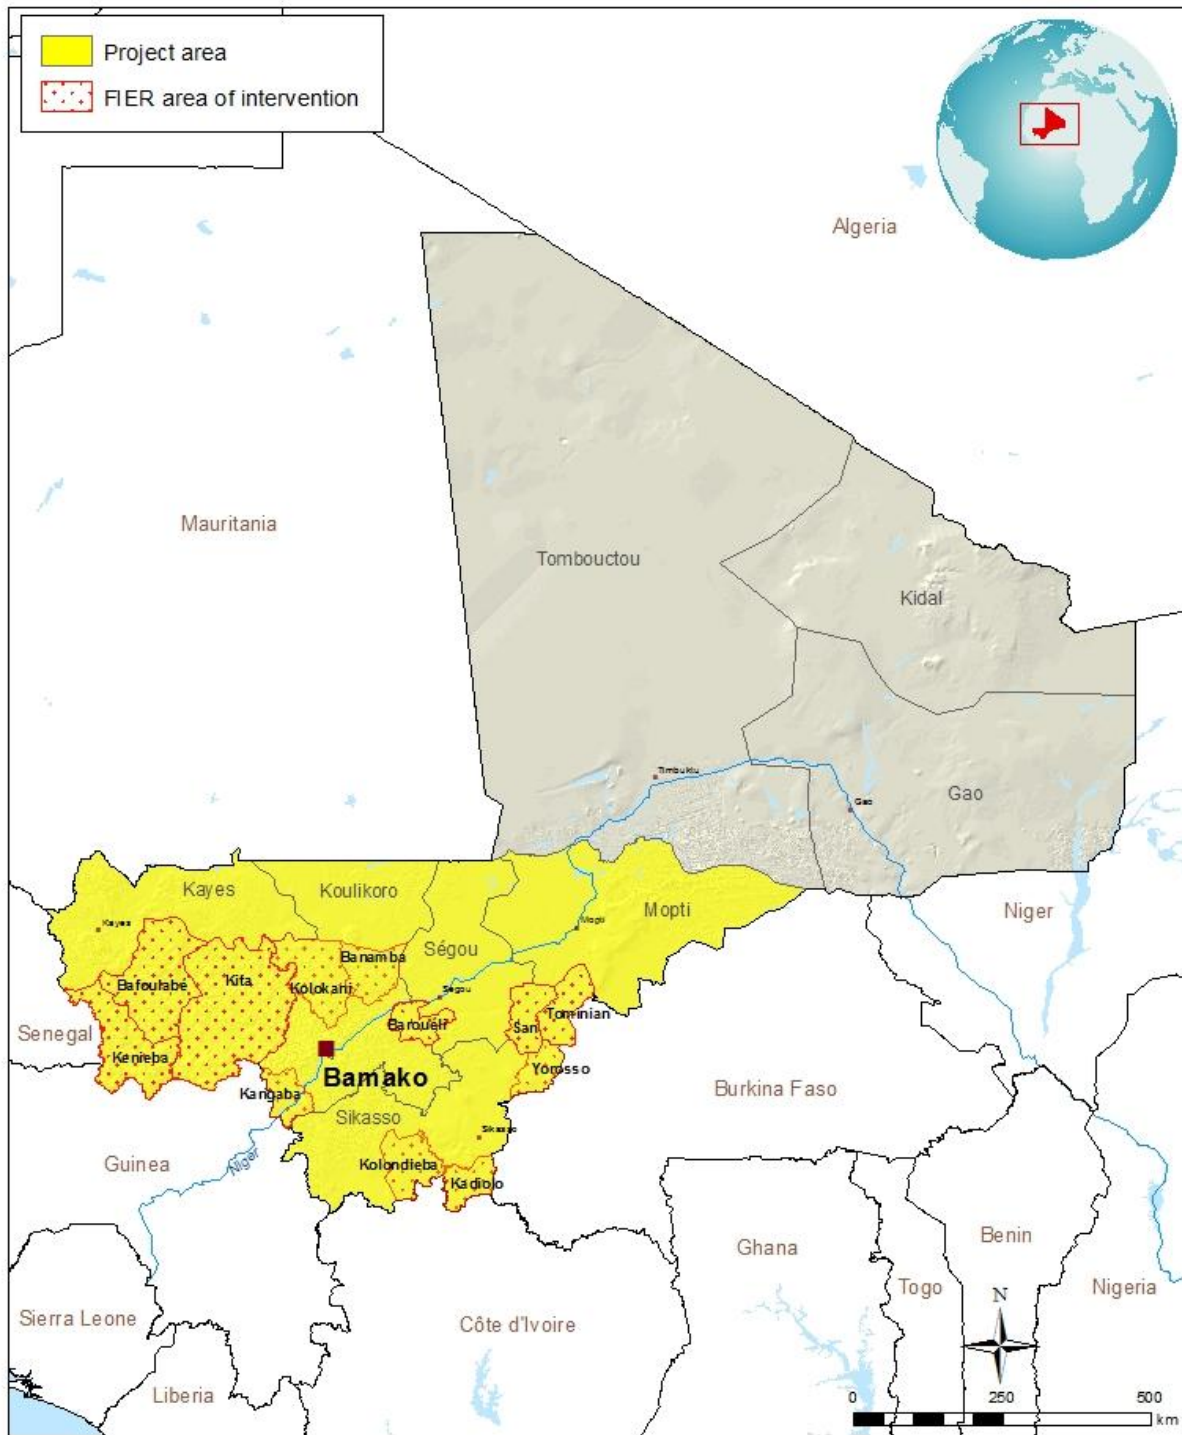 Project area
FIER area of intervention
Algeria
Mauritania
Tombouctou
Kidal
Timbuktu
Gao
Gao
Kayes
Koulikoro
Mopti
Niger
Kayes
Mopti
Ségou
Banamba
Bafoulabe
Kita
Kolokani
Ségou
Baroueli
San
Tominian
Senegal
Kenieba
Yorosso
Bamako
Burkina Faso
Kangaba
Sikasso
Sikasso
Guinea
Niger
Kolondieba
Kadiolo
Ghana
Benin
Togo
Nigeria
N
Sierra Leone
Côte d'Ivoire
Liberia
0 250 500
km